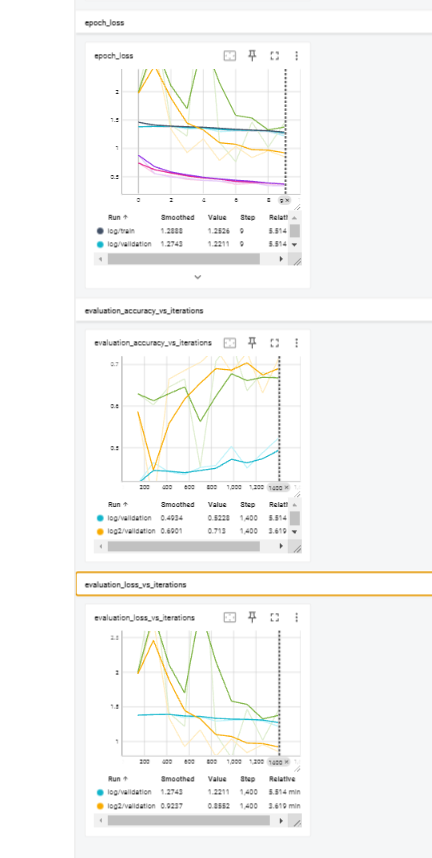 epoch_loss
epoch_loss
2
1.5
1
0.5
0 2 4 6 8 9
Run ↑ Smoothed Value Step Relati
log/train 1.2888 1.2826 9 5.514
log/validation 1.2743 1.2211 9 5.514
evaluation_accuracy_vs_iterations
evaluation_accuracy_vs_iterations
0.7
0.6
0.5
200 400 600 800 1,000 1,200 1400
Run ↑ Smoothed Value Step Relati
log/validation 0.4934 0.5228 1,400 5.514
log2/validation 0.6901 0.713 1,400 3.619
evaluation_loss_vs_iterations
evaluation_loss_vs_iterations
2.5
2
1.5
1
200 400 600 800 1,000 1,200 1400
Run ↑ Smoothed Value Step Relative
log/validation 1.2743 1.2211 1,400 5.514 min
log2/validation 0.9237 0.8552 1,400 3.619 min